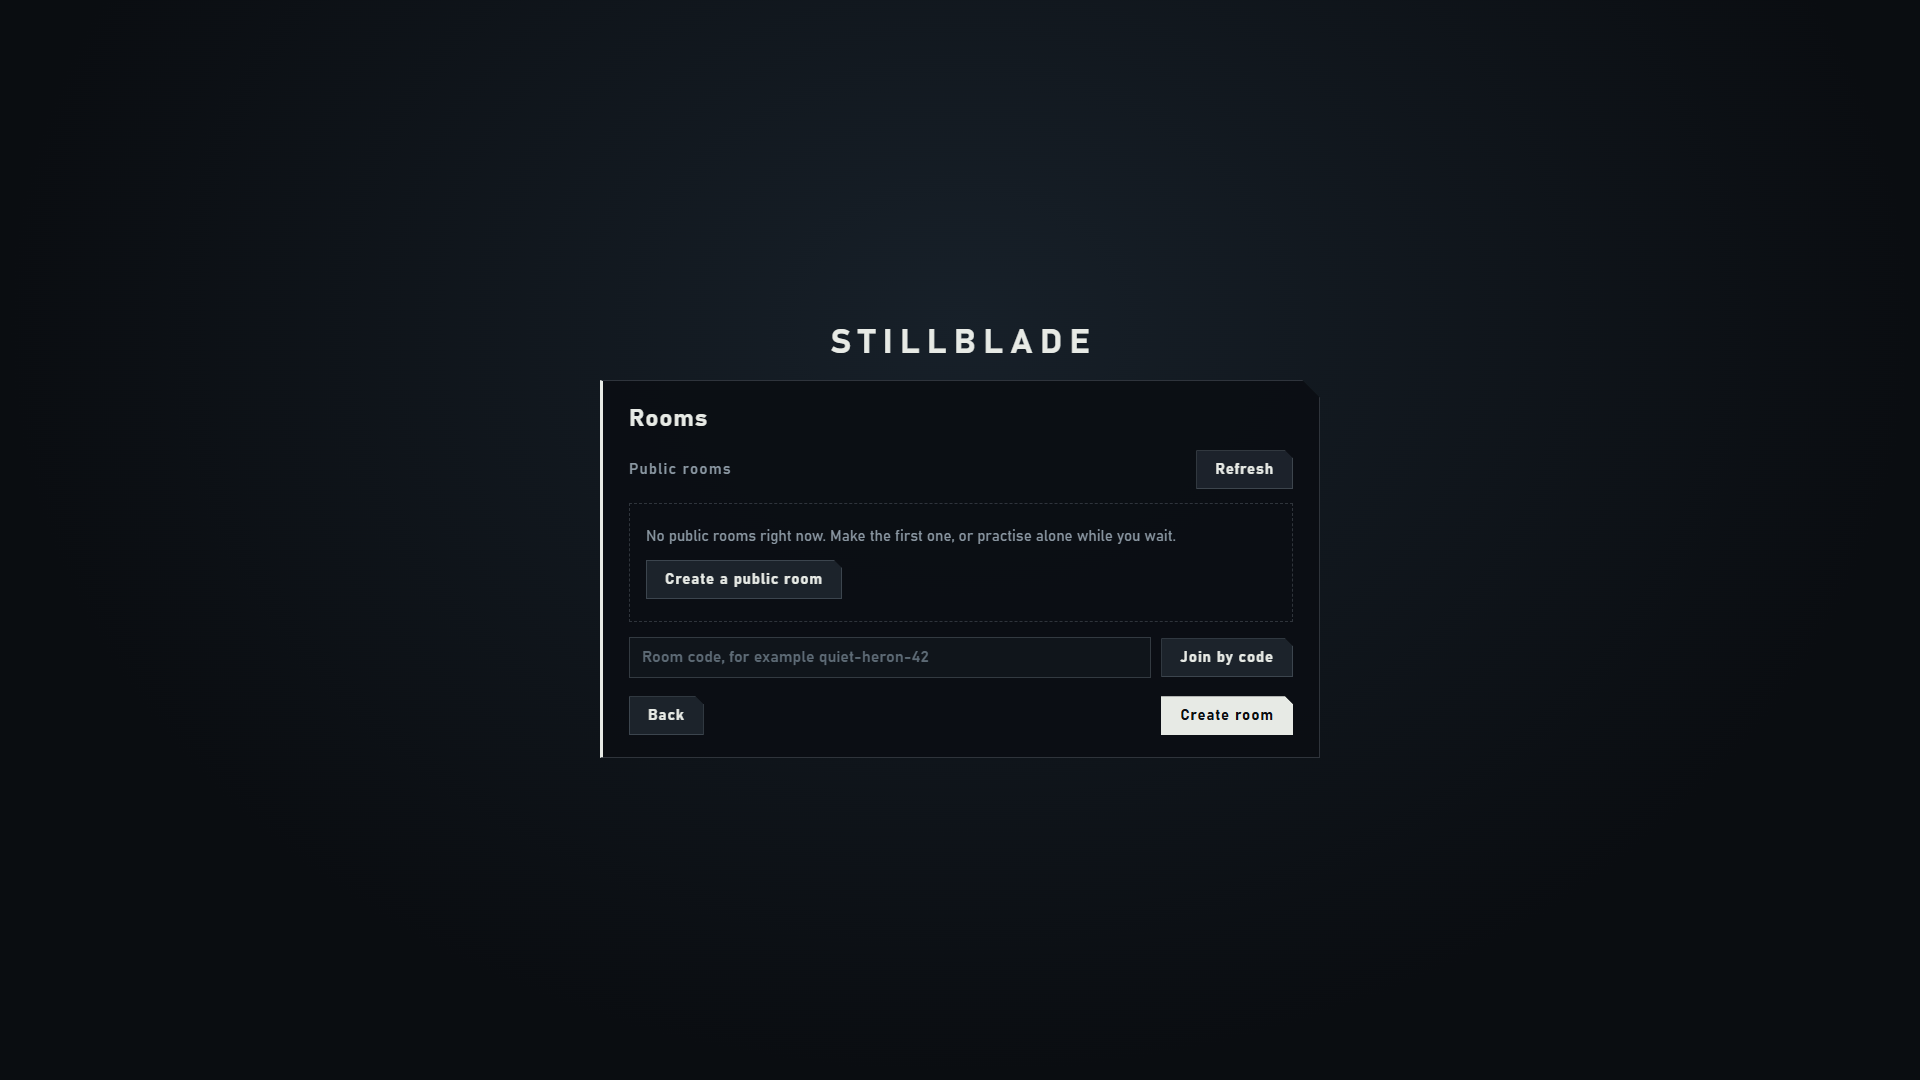 STILLBLADE
Rooms
Public rooms
Refresh
No public rooms right now. Make the first one, or practise alone while you wait.
Create a public room
Room code, for example quiet-heron-42
Join by code
Back
Create room